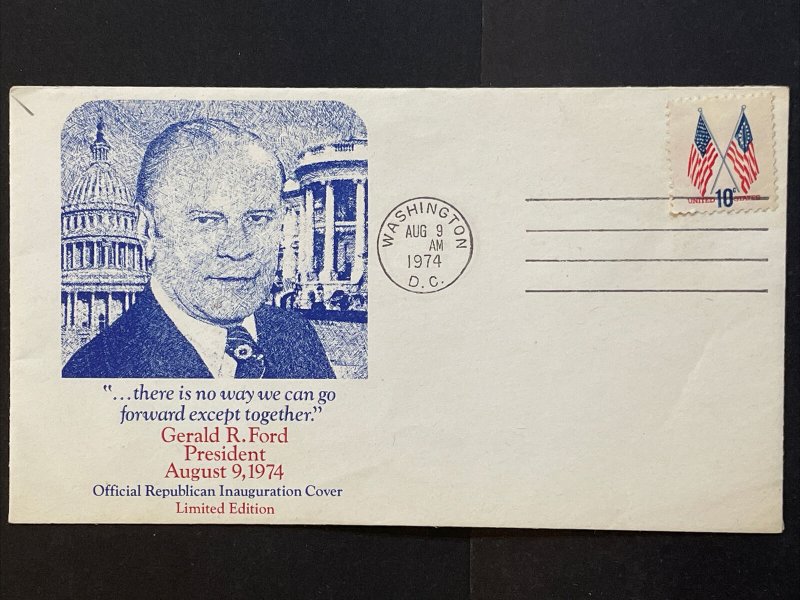 "...there is no way we can go
forward except together."
Gerald R. Ford
President
August 9, 1974
Official Republican Inauguration Cover
Limited Edition
WASHINGTON
AUG 9
AM
1974
D.C.
10c
UNITED STATES